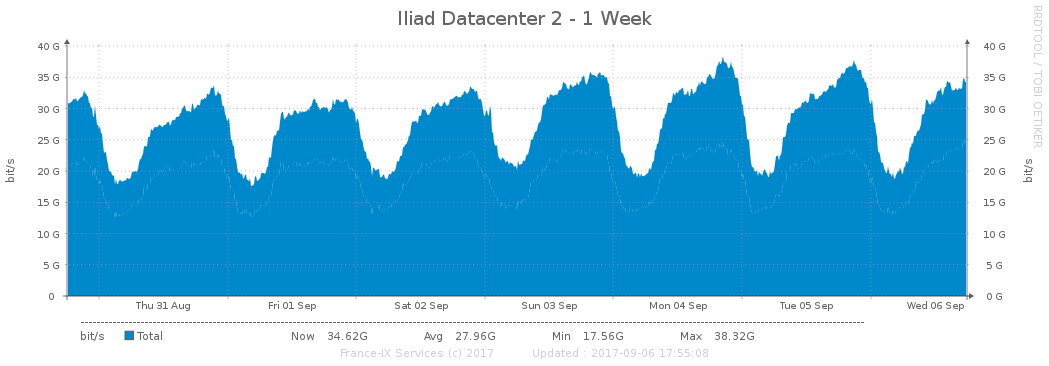 Iliad Datacenter 2 - 1 Week
RRDTOOL / TOBI OETIKER
40 G 40 G
35 G 35 G
30 G 30 G
25 G 25 G
20 G 20 G
15 G 15 G
10 G 10 G
5 G 5 G
0 0 G
bit/s bit/s
Thu 31 Aug Fri 01 Sep Sat 02 Sep Sun 03 Sep Mon 04 Sep Tue 05 Sep Wed 06 Sep
bit/s Total Now 34.62G Avg 27.96G Min 17.56G Max 38.32G
France-IX Services (c) 2017 Updated : 2017-09-06 17:55:08